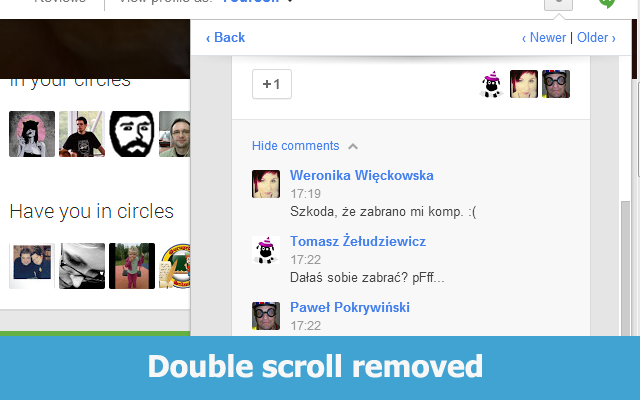 Reviews
View profile as: Yourself
‹ Back
‹ Newer | Older ›
In your circles
+1
Hide comments
Weronika Więckowska
17:19
Szkoda, że zabrano mi komp. :(
Have you in circles
Tomasz Żełudziewicz
17:22
Dałaś sobie zabrać? pFff...
Paweł Pokrywiński
17:22
Double scroll removed